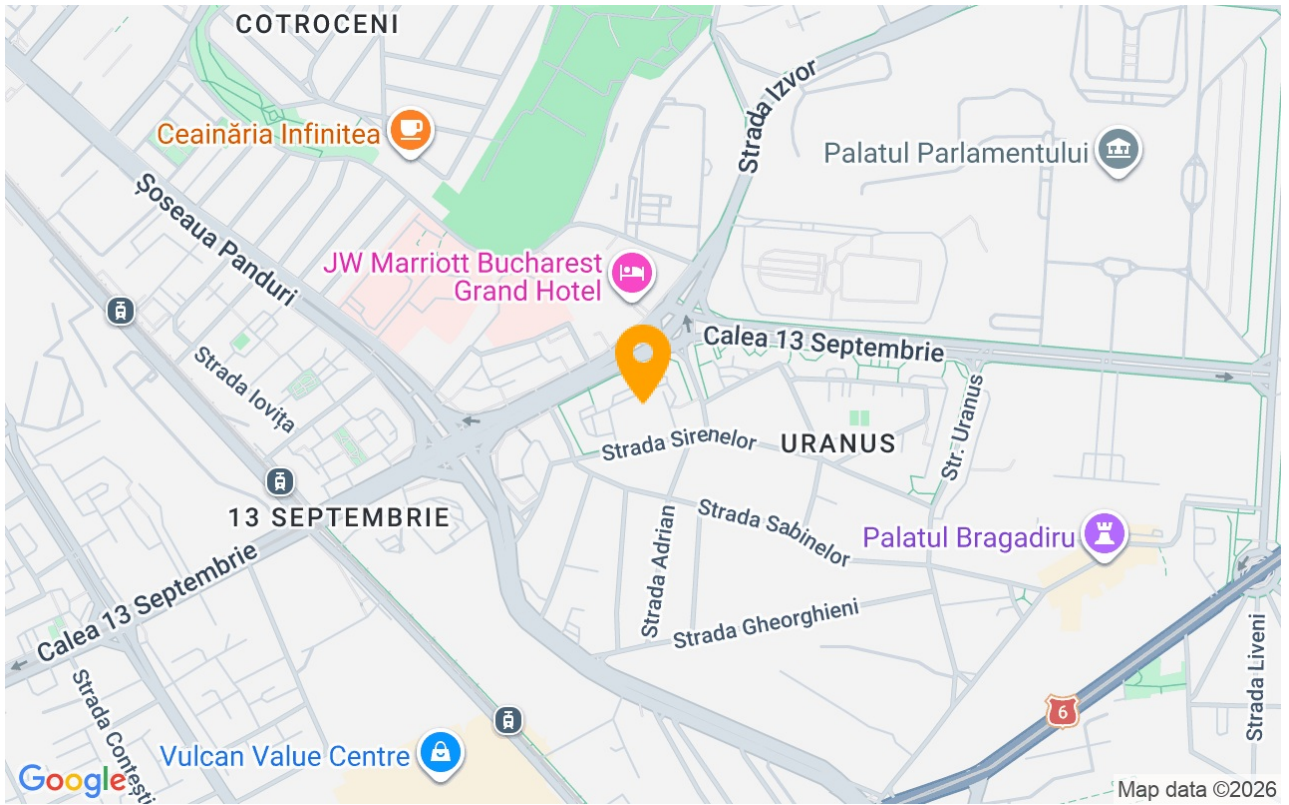 COTROCENI
Strada Izvor
Ceainăria Infinitea
Palatul Parlamentului
Șoseaua Panduri
JW Marriott Bucharest
Grand Hotel
Calea 13 Septembrie
Strada Iovița
Strada Sirenelor
URANUS
Str. Uranus
13 SEPTEMBRIE
Strada Sabinelor
Palatul Bragadiru
Strada Adrian
Calea 13 Septembrie
Strada Gheorghieni
Strada Liveni
6
Strada Contești
Vulcan Value Centre
Google
Map data ©2026